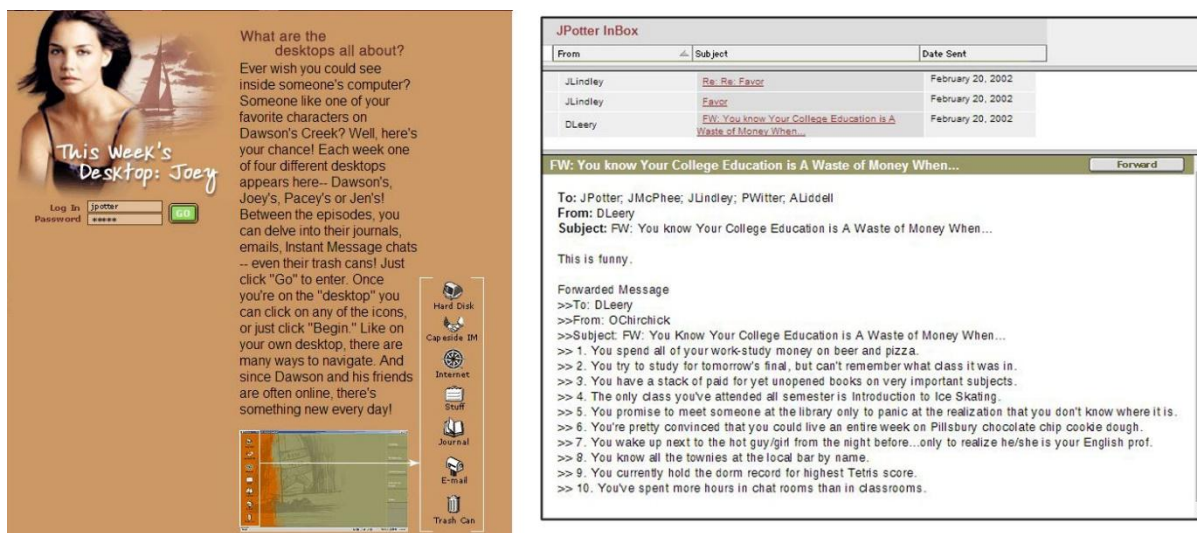 What are the
desktops all about?
Ever wish you could see
inside someone's computer?
Someone like one of your
favorite characters on
Dawson's Creek? Well, here's
your chance! Each week one
of four different desktops
appears here-- Dawson's,
Joey's, Pacey's or Jen's!
Between the episodes, you
can delve into their journals,
emails, Instant Message chats
-- even their trash cans! Just
click "Go" to enter. Once
you're on the "desktop" you
can click on any of the icons,
or just click "Begin." Like on
your own desktop, there are
many ways to navigate. And
since Dawson and his friends
are often online, there's
something new every day!
This Week's
Desktop: Joey
Log In jpotter
Password *****
GO
Hard Disk
Capeside IM
Internet
Stuff
Journal
E-mail
Trash Can
JPotter InBox
From Subject Date Sent
JLindley Re: Re: Favor February 20, 2002
JLindley Favor February 20, 2002
DLeery FW: You know Your College Education is A February 20, 2002
Waste of Money When...
FW: You know Your College Education is A Waste of Money When... Forward
To: JPotter; JMcPhee; JLindley; PWitter; ALiddell
From: DLeery
Subject: FW: You know Your College Education is A Waste of Money When...
This is funny.
Forwarded Message
>>To: DLeery
>>From: OChirchick
>>Subject: FW: You Know Your College Education is A Waste of Money When...
>> 1. You spend all of your work-study money on beer and pizza.
>> 2. You try to study for tomorrow's final, but can't remember what class it was in.
>> 3. You have a stack of paid for yet unopened books on very important subjects.
>> 4. The only class you've attended all semester is Introduction to Ice Skating.
>> 5. You promise to meet someone at the library only to panic at the realization that you don't know where it is.
>> 6. You're pretty convinced that you could live an entire week on Pillsbury chocolate chip cookie dough.
>> 7. You wake up next to the hot guy/girl from the night before...only to realize he/she is your English prof.
>> 8. You know all the townies at the local bar by name.
>> 9. You currently hold the dorm record for highest Tetris score.
>> 10. You've spent more hours in chat rooms than in classrooms.